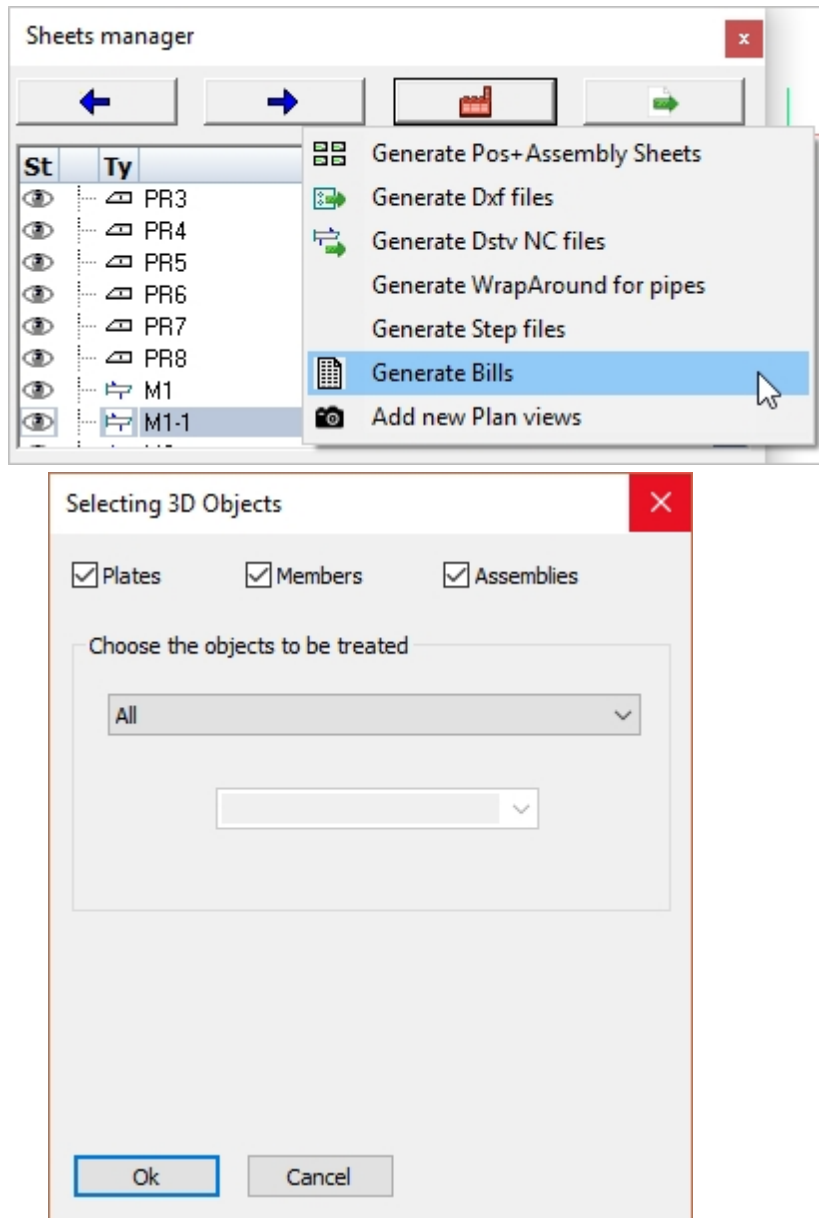 Sheets manager
x
St Ty
Generate Pos+Assembly Sheets
PR3
Generate Dxf files
PR4
Generate Dstv NC files
PR5
Generate WrapAround for pipes
PR6
Generate Step files
PR7
PR8
Generate Bills
M1
Add new Plan views
M1-1
Selecting 3D Objects
Plates Members Assemblies
Choose the objects to be treated
All
Ok Cancel